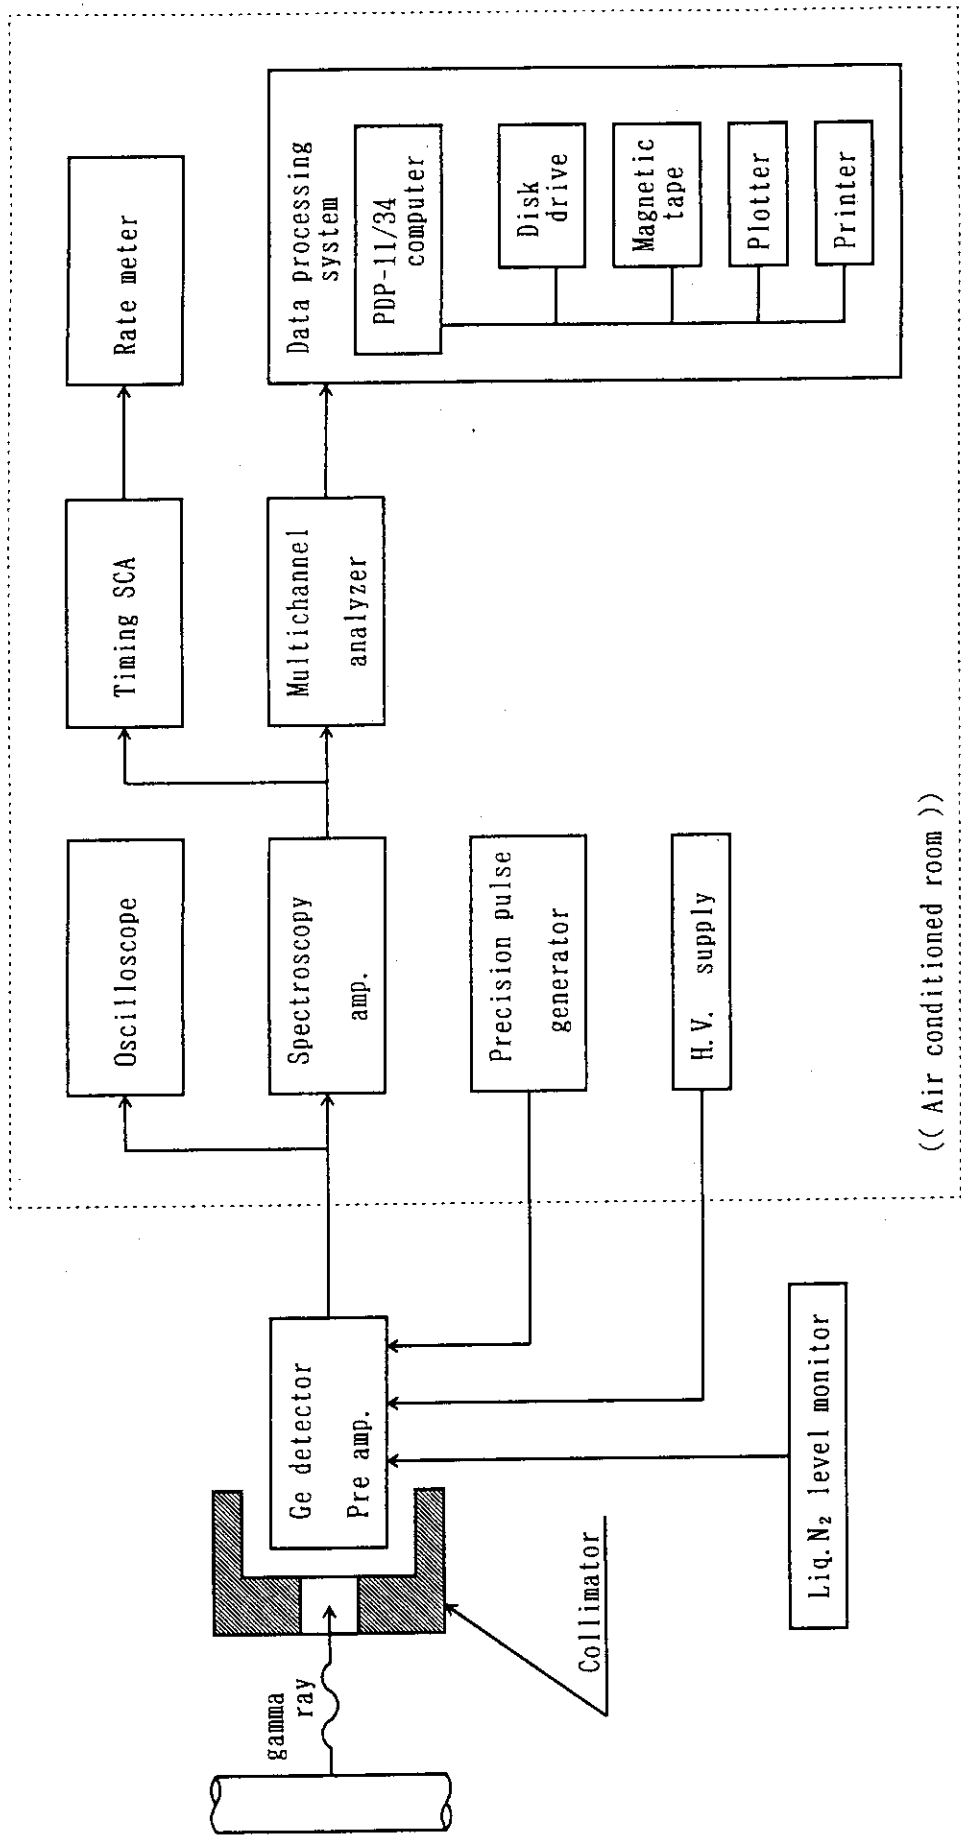 gamma
ray
Collimator
Ge detector
Pre amp.
Liq.N₂ level monitor
Oscilloscope
Spectroscopy
amp.
Precision pulse
generator
H.V. supply
Timing SCA
Multichannel
analyzer
Rate meter
Data processing
system
PDP-11/34
computer
Disk
drive
Magnetic
tape
Plotter
Printer
(( Air conditioned room ))